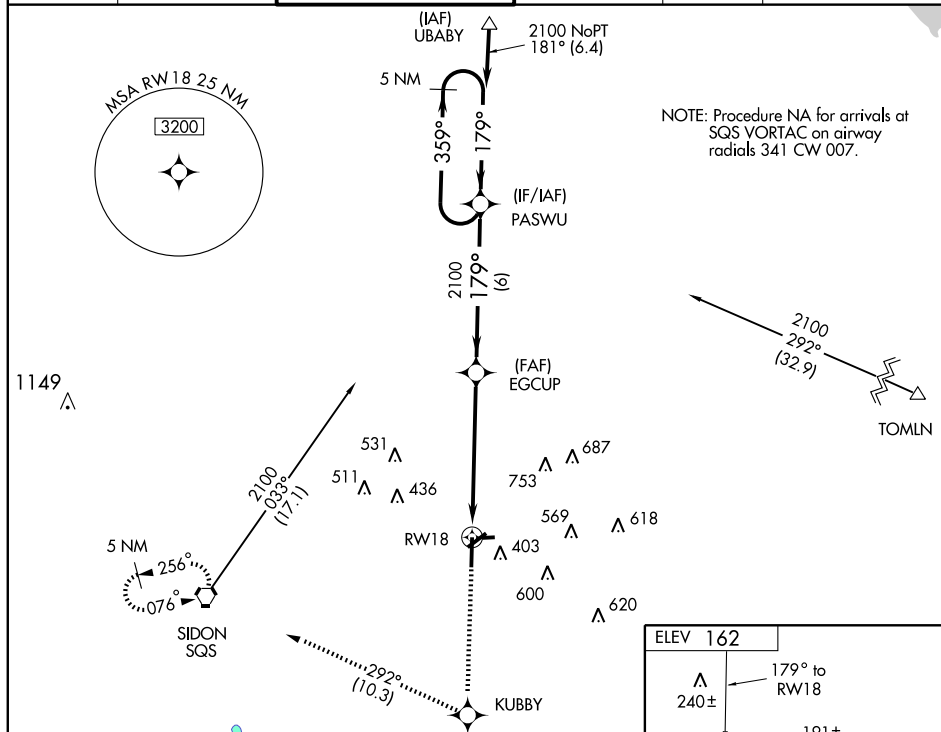 (IAF)
UBABY
2100 NoPT
181° (6.4)
5 NM
MSA RW18 25 NM
3200
NOTE: Procedure NA for arrivals at
SQS VORTAC on airway
radials 341 CW 007.
359°
179°
(IF/IAF)
PASWU
2100
179°
(6)
2100
292°
(32.9)
(FAF)
EGCUP
1149
TOMLN
531
687
753
511
436
2100
033°
(17.1)
569
618
RW18
403
5 NM
256°
600
076°
620
SIDON
SQS
ELEV 162
292°
(10.3)
179° to
RW18
240±
KUBBY
191±